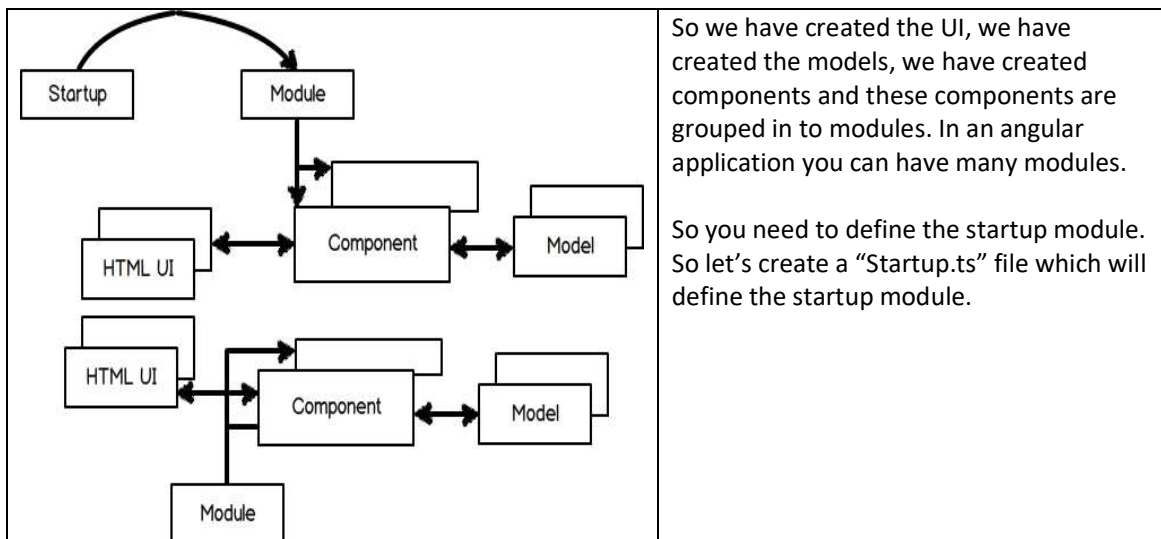 Startup
Module
Component
HTML UI
Model
HTML UI
Component
Model
Module
So we have created the UI, we have
created the models, we have created
components and these components are
grouped in to modules. In an angular
application you can have many modules.
So you need to define the startup module.
So let’s create a “Startup.ts” file which will
define the startup module.